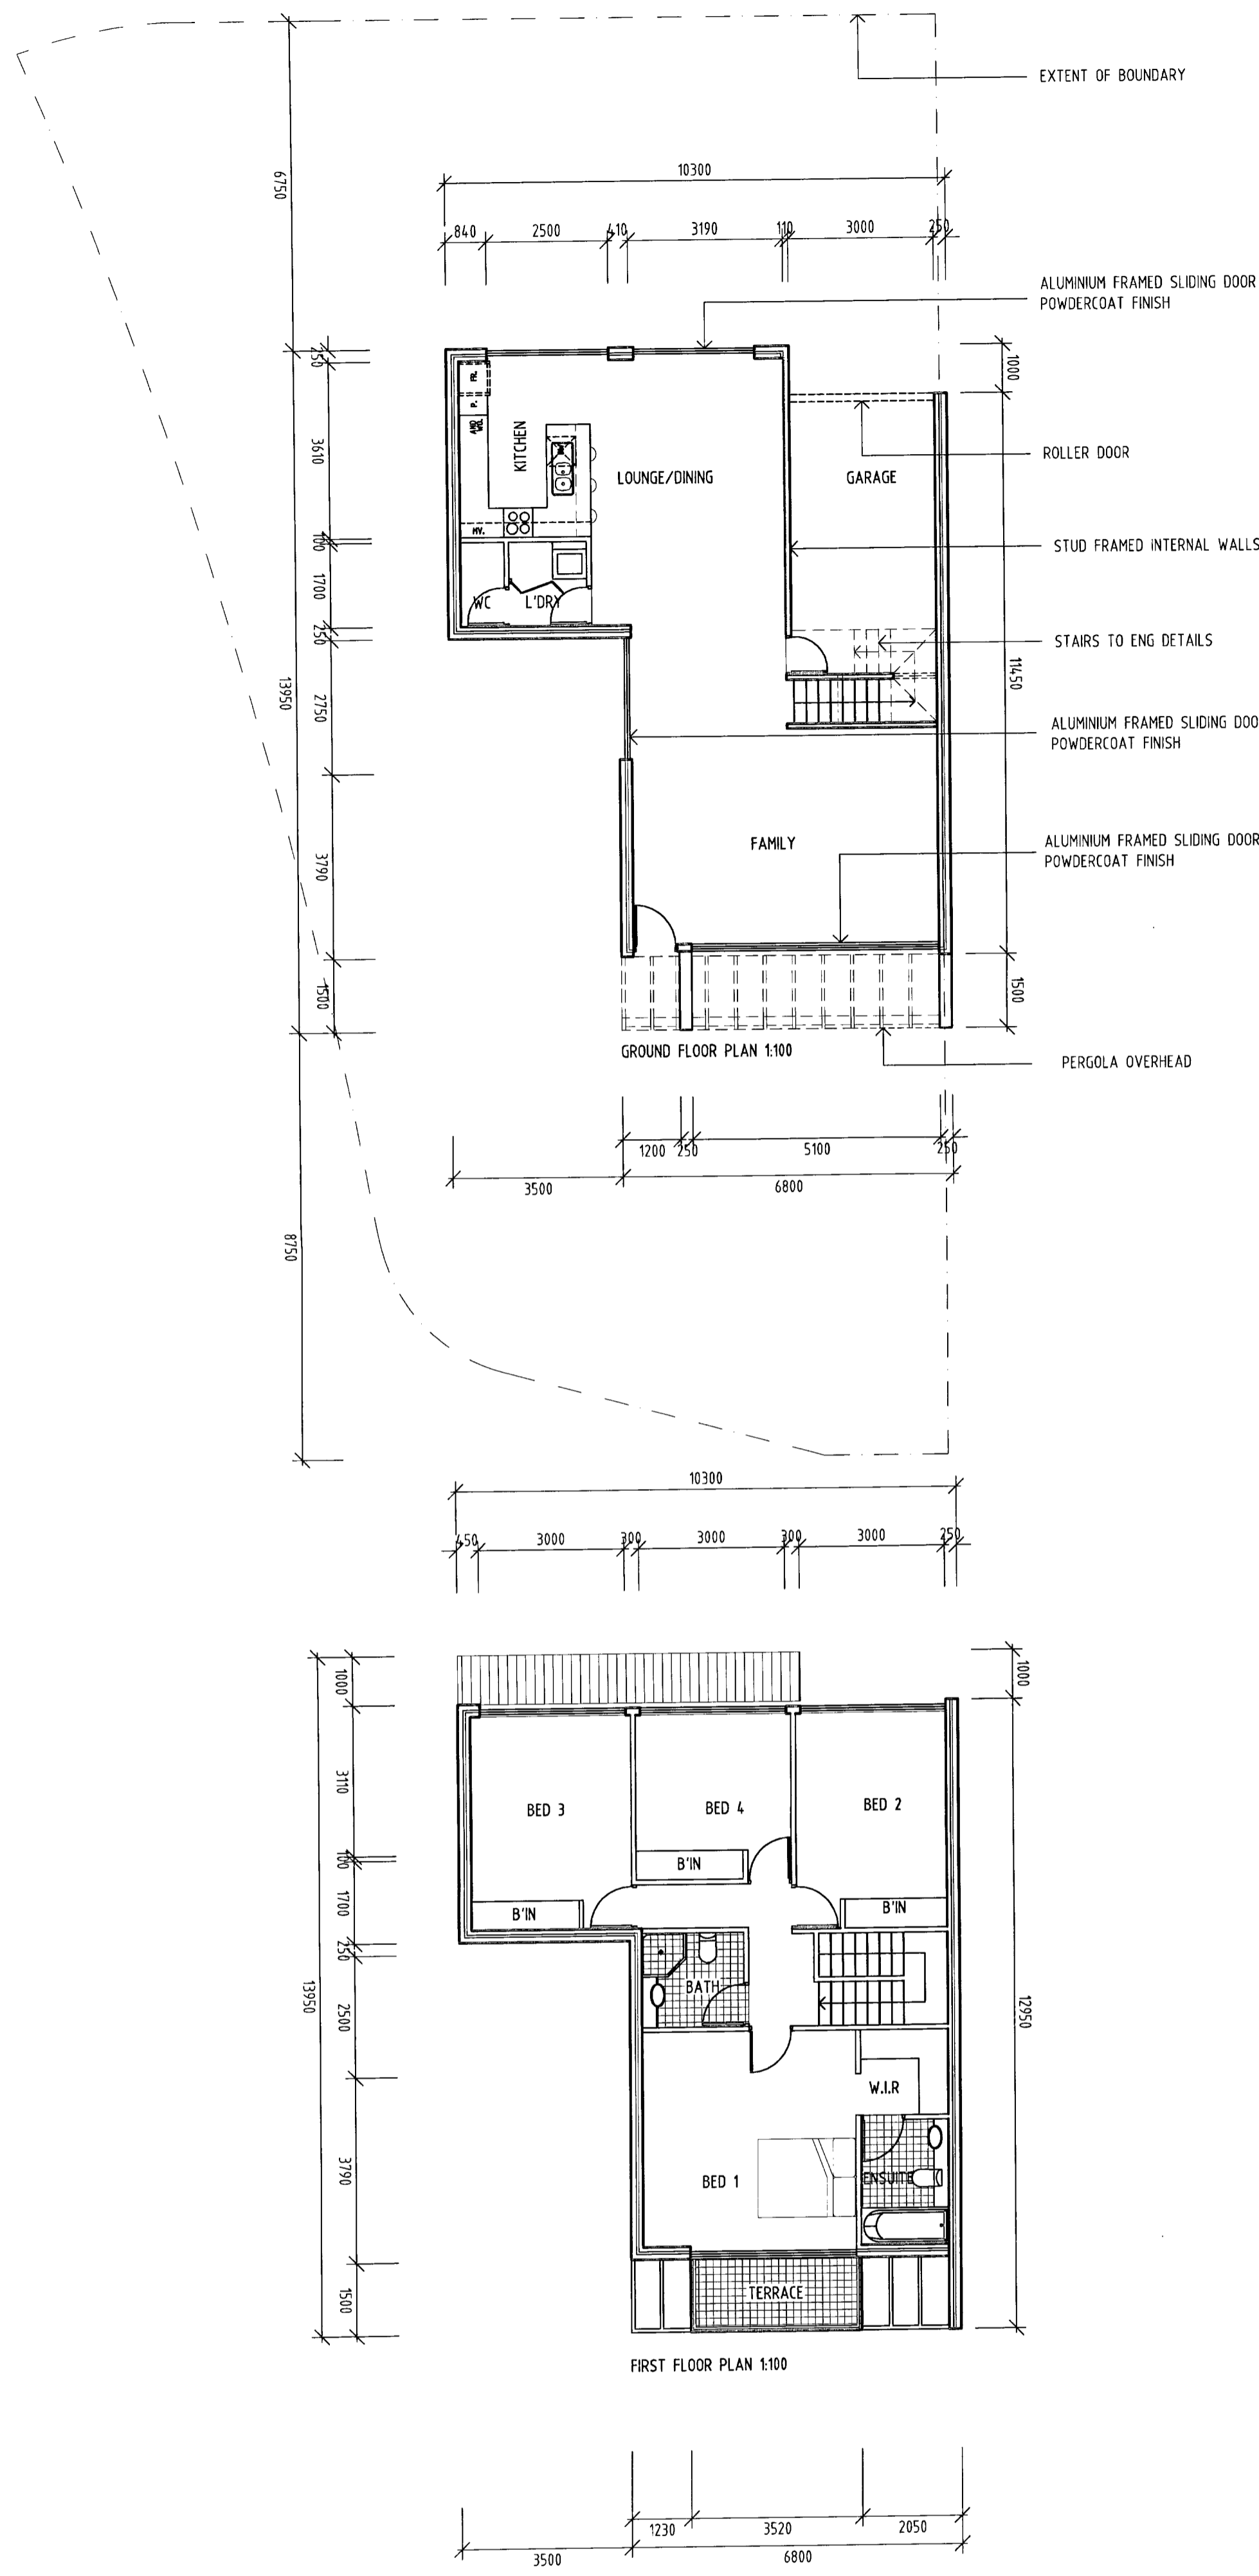 EXTENT OF BOUNDARY
6750
10300
840 2500 410 3190 110 3000 250
ALUMINIUM FRAMED SLIDING DOOR
POWDERCOAT FINISH
250
1000
FR.
P.
KITCHEN
LOUNGE/DINING
GARAGE
ROLLER DOOR
3610
MV.
100
STUD FRAMED INTERNAL WALLS
1700
WC
L'DRY
250
STAIRS TO ENG DETAILS
11450
13950
2750
ALUMINIUM FRAMED SLIDING DOO
POWDERCOAT FINISH
FAMILY
ALUMINIUM FRAMED SLIDING DOOR
POWDERCOAT FINISH
3790
1500
1500
GROUND FLOOR PLAN 1:100
PERGOLA OVERHEAD
1200 250 5100 250
3500 6800
8750
10300
450 3000 300 3000 300 3000 250
1000
1000
3110
BED 3
BED 4
BED 2
B'IN
100
1700
B'IN
B'IN
250
BATH
13950
2500
12950
W.I.R
3790
BED 1
ENSUITE
1500
TERRACE
FIRST FLOOR PLAN 1:100
1230 3520 2050
3500 6800